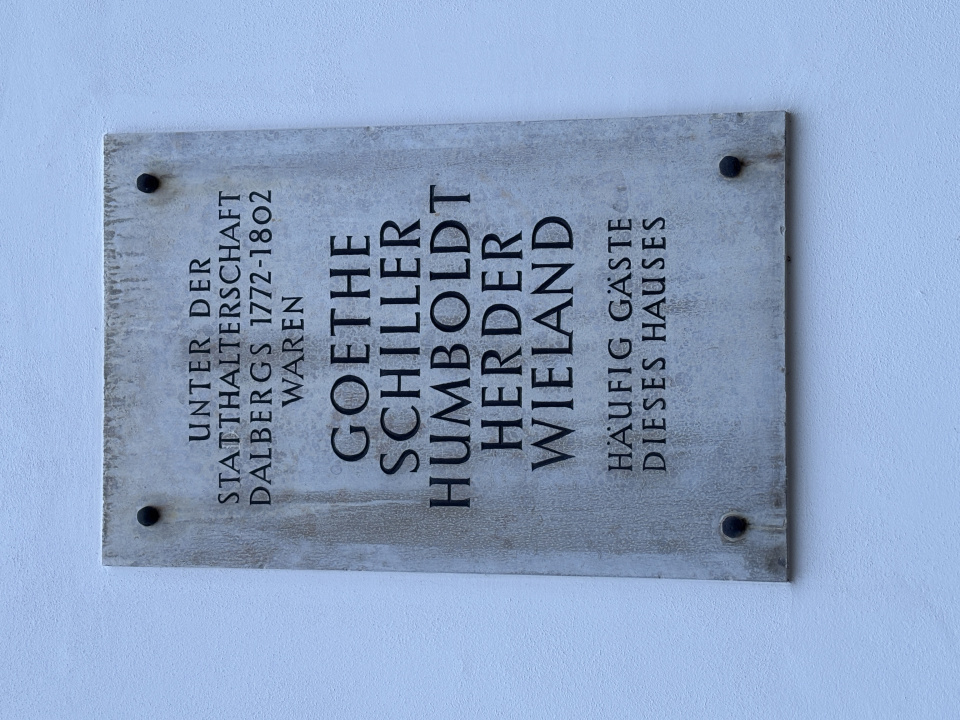 UNTER DER
STATTHALTERSCHAFT
DALBERGS 1772-1802
WAREN
GOETHE
SCHILLER
HUMBOLDT
HERDER
WIELAND
HÄUFIG GÄSTE
DIESES HAUSES